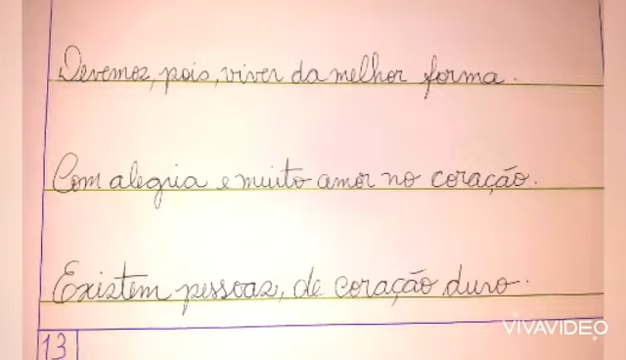 Devemos, pois, viver da melhor forma.
Com alegria e muito amor no coração.
Existem pessoas, de coração duro.
VIVAVIDEO
13